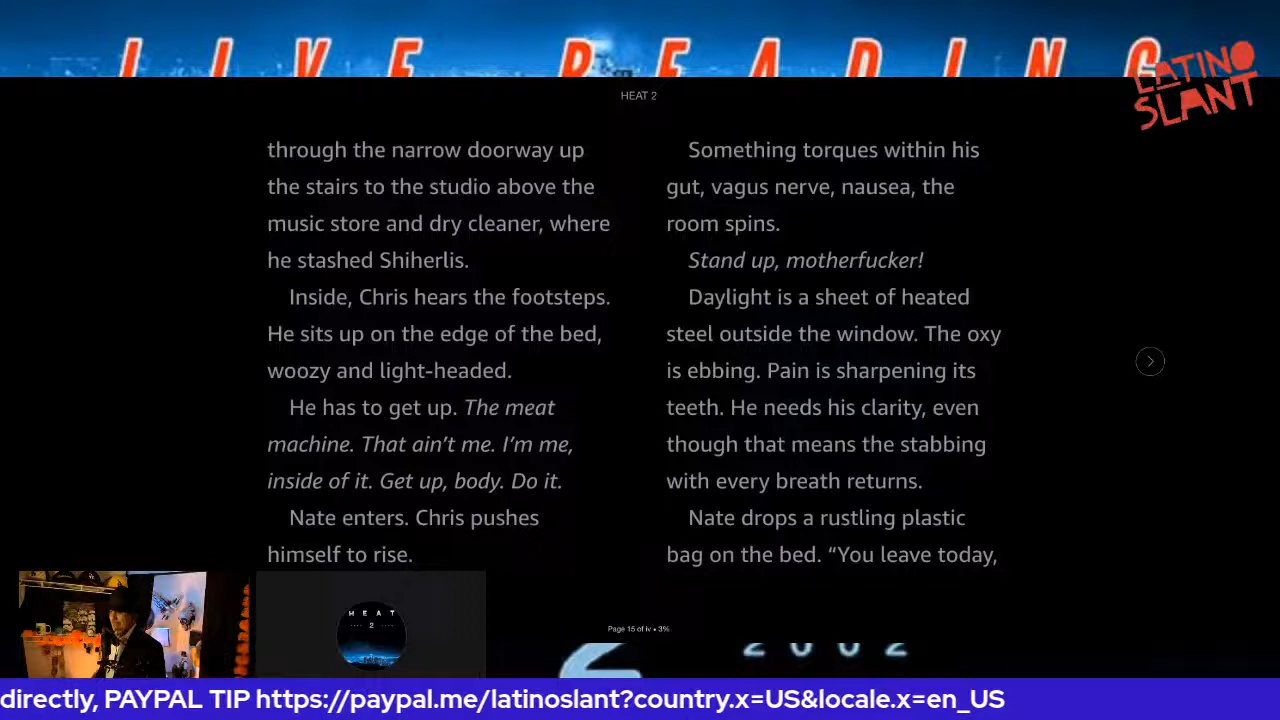 LIVE READING
LATINO
SLANT
HEAT 2
through the narrow doorway up
the stairs to the studio above the
music store and dry cleaner, where
he stashed Shiherlis.
Inside, Chris hears the footsteps.
He sits up on the edge of the bed,
woozy and light-headed.
He has to get up. The meat
machine. That ain’t me. I’m me,
inside of it. Get up, body. Do it.
Nate enters. Chris pushes
himself to rise.
Something torques within his
gut, vagus nerve, nausea, the
room spins.
Stand up, motherfucker!
Daylight is a sheet of heated
steel outside the window. The oxy
is ebbing. Pain is sharpening its
teeth. He needs his clarity, even
though that means the stabbing
with every breath returns.
Nate drops a rustling plastic
bag on the bed. “You leave today,
HEAT
2
Page 15 of iv • 3%
2002
directly, PAYPAL TIP https://paypal.me/latinoslant?country.x=US&locale.x=en_US